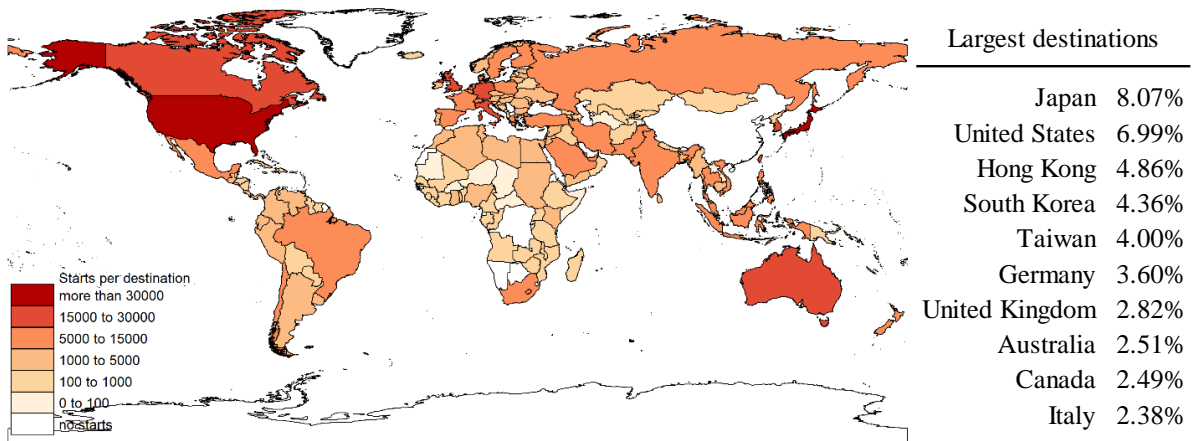 Starts per destination
more than 30000
15000 to 30000
5000 to 15000
1000 to 5000
100 to 1000
0 to 100
no starts
Largest destinations
Japan 8.07%
United States 6.99%
Hong Kong 4.86%
South Korea 4.36%
Taiwan 4.00%
Germany 3.60%
United Kingdom 2.82%
Australia 2.51%
Canada 2.49%
Italy 2.38%